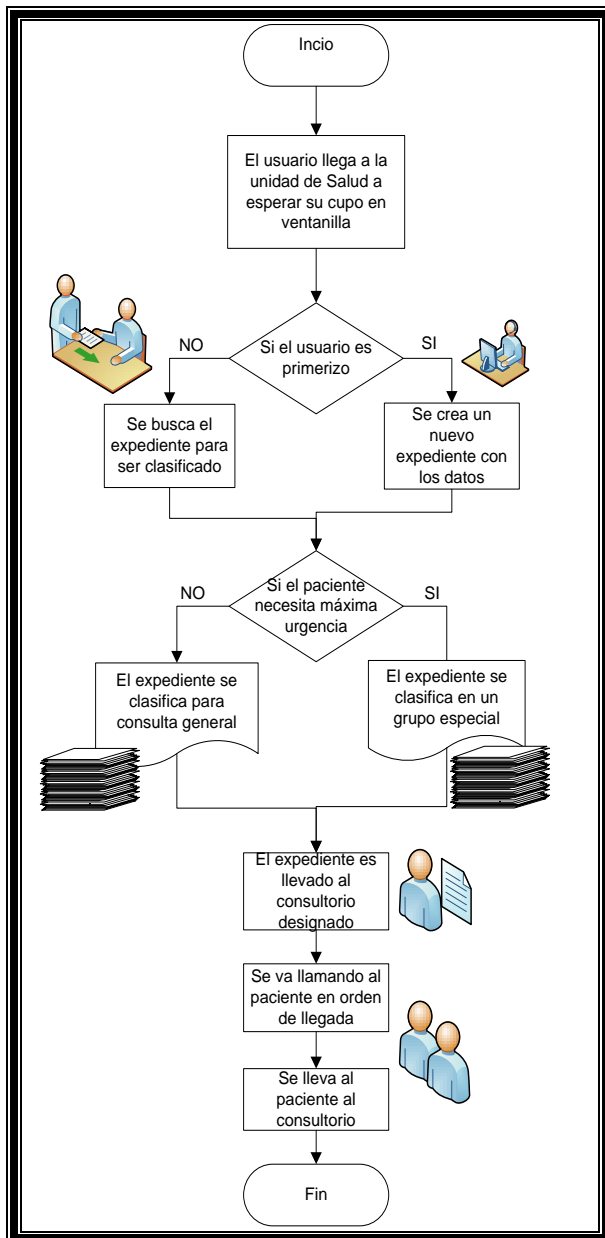 Incio
El usuario llega a la
unidad de Salud a
esperar su cupo en
ventanilla
Si el usuario es
primerizo
NO
SI
Se busca el
expediente para
ser clasificado
Se crea un
nuevo
expediente con
los datos
Si el paciente
necesita máxima
urgencia
NO
SI
El expediente se
clasifica para
consulta general
El expediente se
clasifica en un
grupo especial
El expediente es
llevado al
consultorio
designado
Se va llamando al
paciente en orden
de llegada
Se lleva al
paciente al
consultorio
Fin